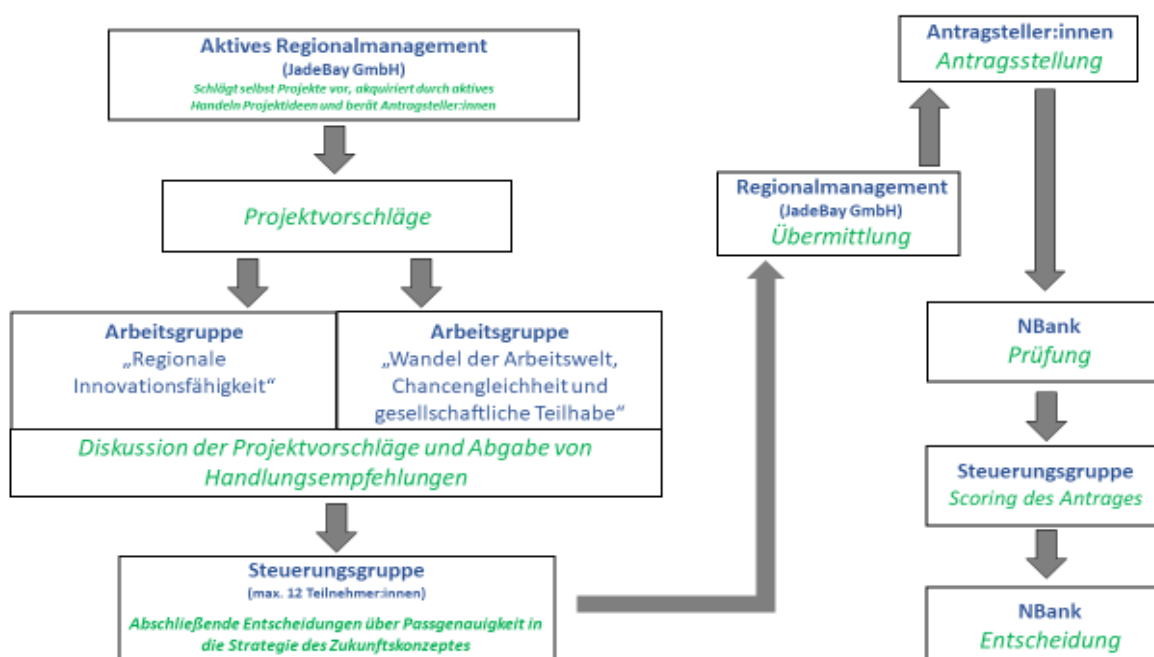 Aktives Regionalmanagement
(JadeBay GmbH)
Schlägt selbst Projekte vor, akquiriert durch aktives
Handeln Projektideen und berät Antragsteller:innen
Projektvorschläge
Arbeitsgruppe
„Regionale
Innovationsfähigkeit“
Arbeitsgruppe
„Wandel der Arbeitswelt,
Chancengleichheit und
gesellschaftliche Teilhabe“
Diskussion der Projektvorschläge und Abgabe von
Handlungsempfehlungen
Steuerungsgruppe
(max. 12 Teilnehmer:innen)
Abschließende Entscheidungen über Passgenauigkeit in
die Strategie des Zukunftskonzeptes
Regionalmanagement
(JadeBay GmbH)
Übermittlung
Antragsteller:innen
Antragsstellung
NBank
Prüfung
Steuerungsgruppe
Scoring des Antrages
NBank
Entscheidung